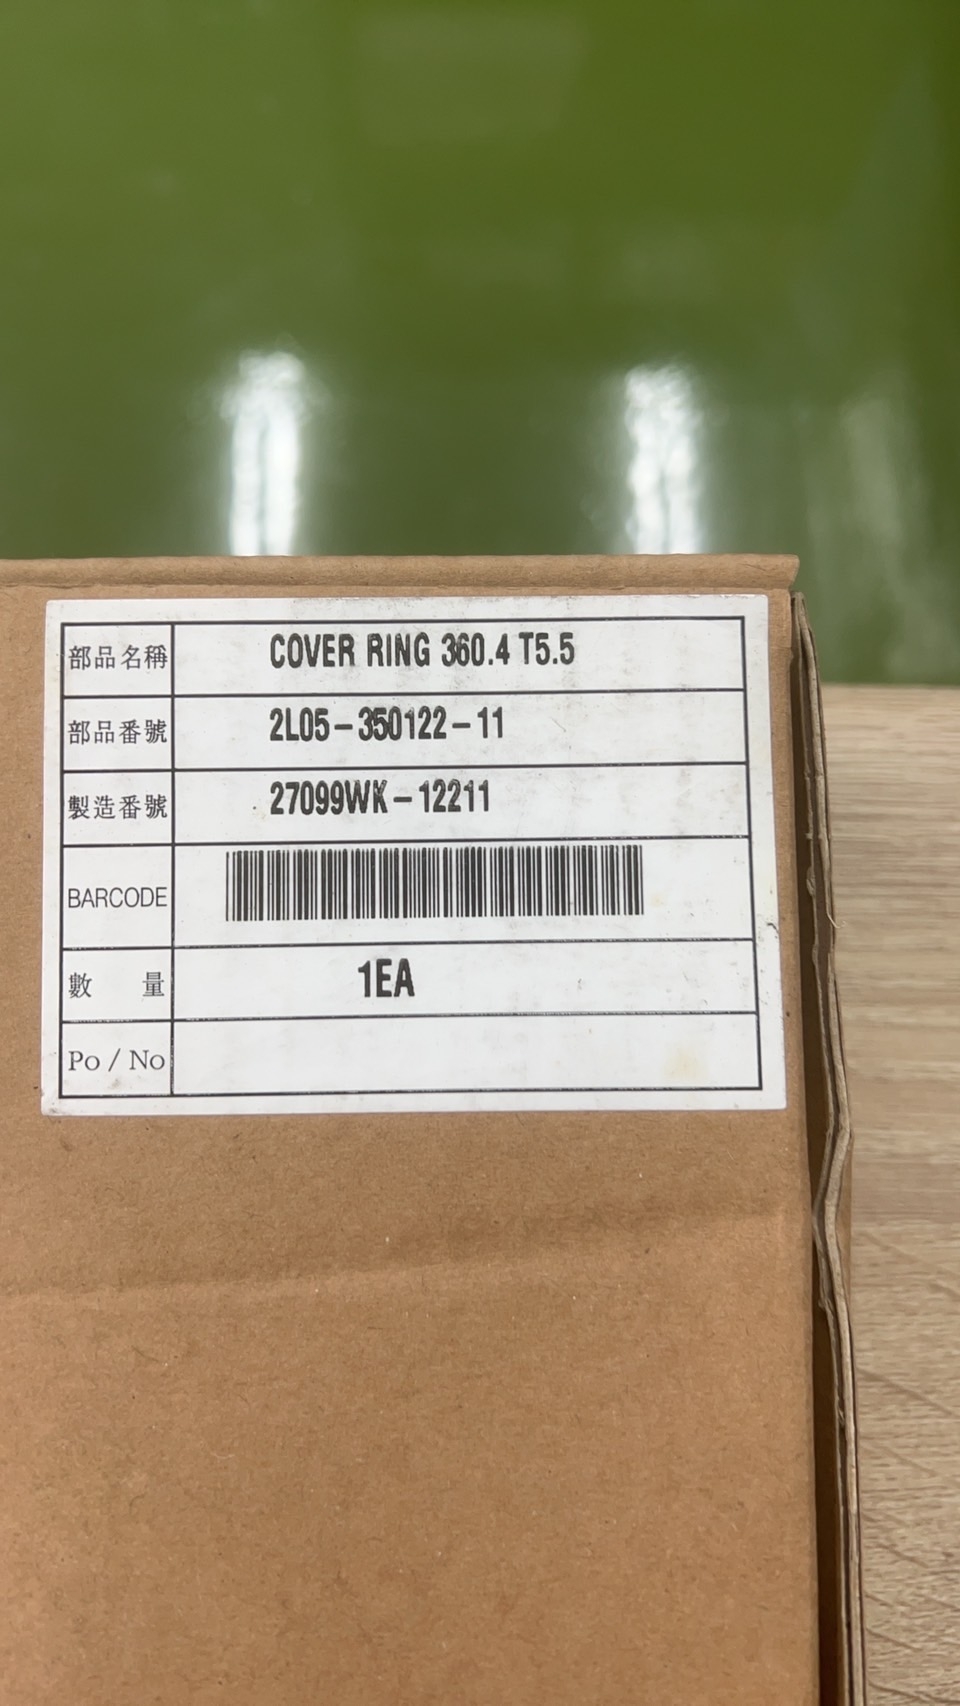 部品名稱 COVER RING 360.4 T5.5
部品番號 2L05-350122-11
製造番號 27099WK-12211
BARCODE
數 量 1EA
Po / No